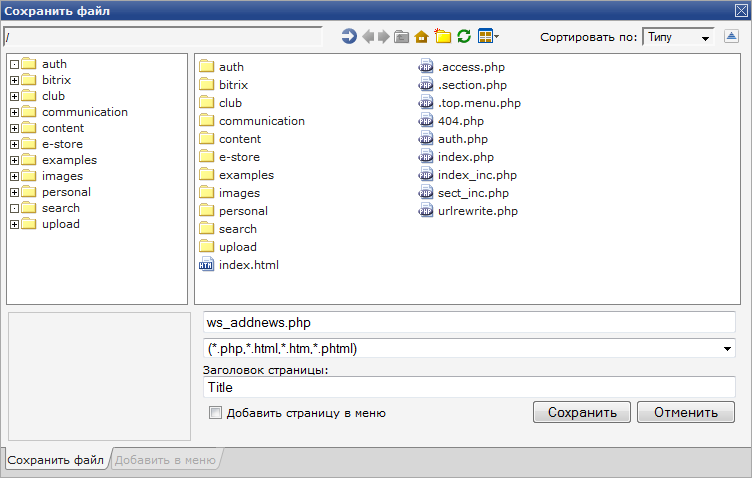 Сохранить файл
/
Сортировать по:
Типу
auth
bitrix
club
communication
content
e-store
examples
images
personal
search
upload
auth
bitrix
club
communication
content
e-store
examples
images
personal
search
upload
index.html
.access.php
.section.php
.top.menu.php
404.php
auth.php
index.php
index_inc.php
sect_inc.php
urlrewrite.php
ws_addnews.php
(*.php,*.html,*.htm,*.phtml)
Заголовок страницы:
Title
Добавить страницу в меню
Сохранить
Отменить
Сохранить файл
Добавить в меню